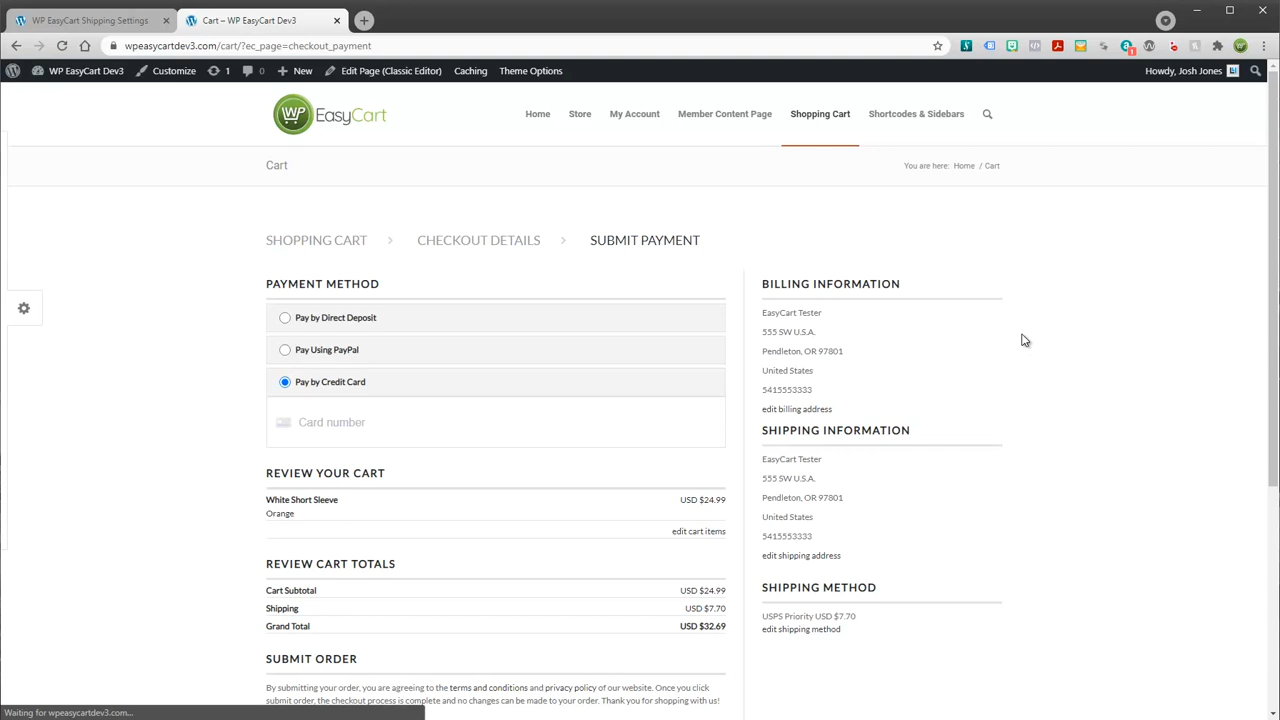 WP EasyCart Shipping Settings
Cart – WP EasyCart Dev3
wpeasycartdev3.com/cart/?ec_page=checkout_payment
WP EasyCart Dev3
Customize
1
0
New
Edit Page (Classic Editor)
Caching
Theme Options
Howdy, Josh Jones
WP EasyCart
Home
Store
My Account
Member Content Page
Shopping Cart
Shortcodes & Sidebars
Cart
You are here: Home / Cart
SHOPPING CART
CHECKOUT DETAILS
SUBMIT PAYMENT
PAYMENT METHOD
Pay by Direct Deposit
Pay Using PayPal
Pay by Credit Card
Card number
REVIEW YOUR CART
White Short Sleeve USD $24.99
Orange
edit cart items
REVIEW CART TOTALS
Cart Subtotal USD $24.99
Shipping USD $7.70
Grand Total USD $32.69
SUBMIT ORDER
By submitting your order, you are agreeing to the terms and conditions and privacy policy of our website. Once you click
submit order, the checkout process is complete and no changes can be made to your order. Thank you for shopping with us!
BILLING INFORMATION
EasyCart Tester
555 SW U.S.A.
Pendleton, OR 97801
United States
5415553333
edit billing address
SHIPPING INFORMATION
EasyCart Tester
555 SW U.S.A.
Pendleton, OR 97801
United States
5415553333
edit shipping address
SHIPPING METHOD
USPS Priority USD $7.70
edit shipping method
Waiting for wpeasycartdev3.com...